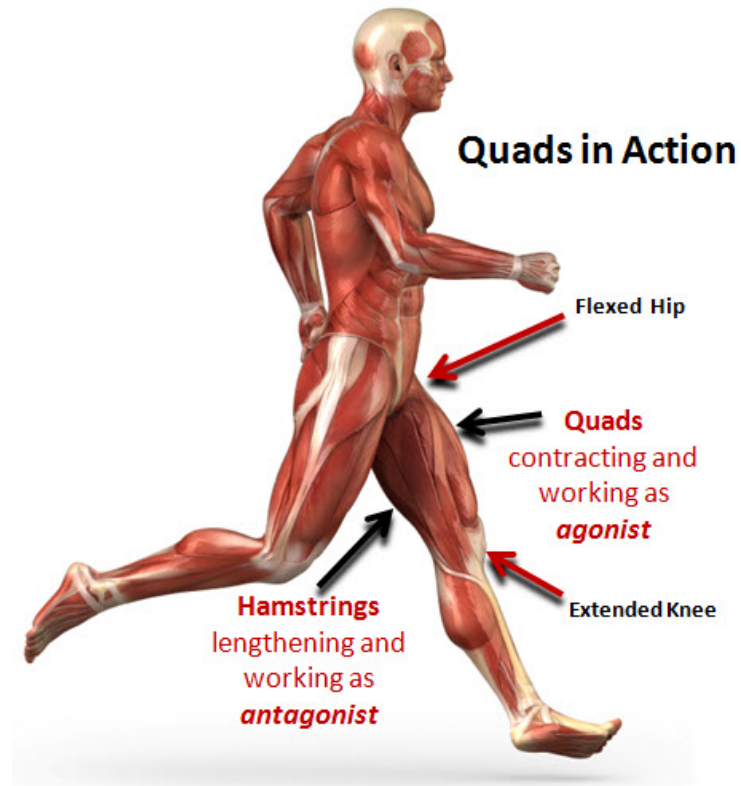 Quads in Action
Flexed Hip
Quads
contracting and
working as
agonist
Extended Knee
Hamstrings
lengthening and
working as
antagonist